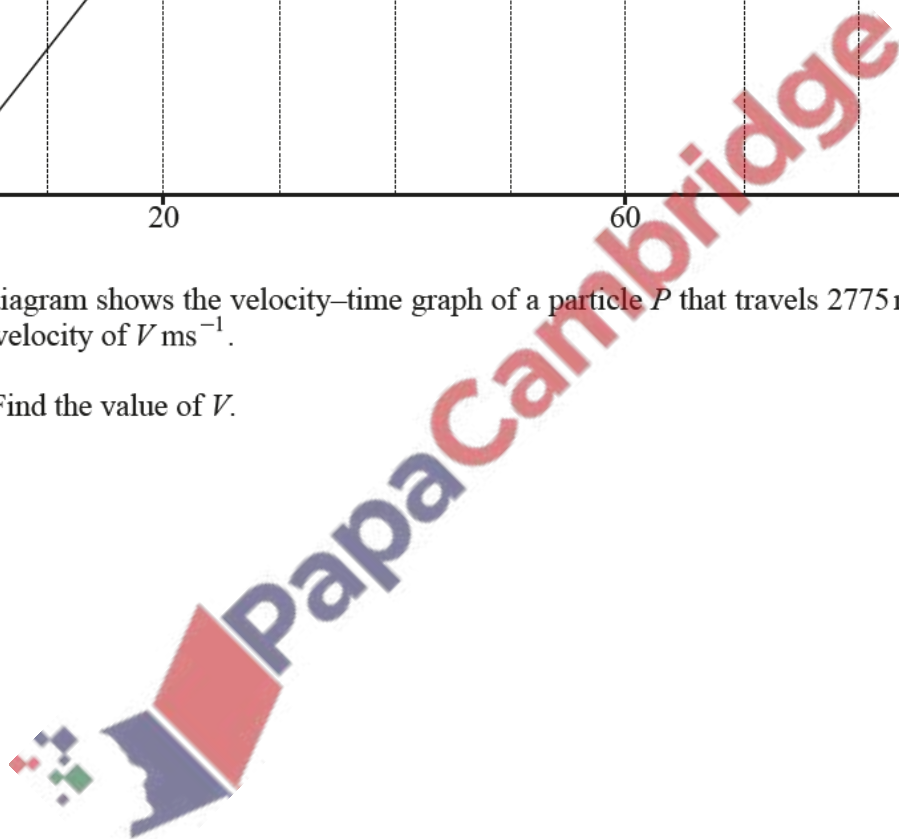 20 60
iagram shows the velocity–time graph of a particle P that travels 2775
velocity of V ms⁻¹.
Find the value of V.
PapaCambridge